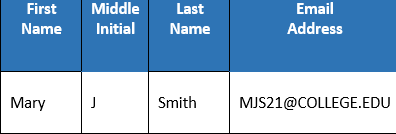 First Middle Last Email
Name Initial Name Address
Mary J Smith MJS21@COLLEGE.EDU